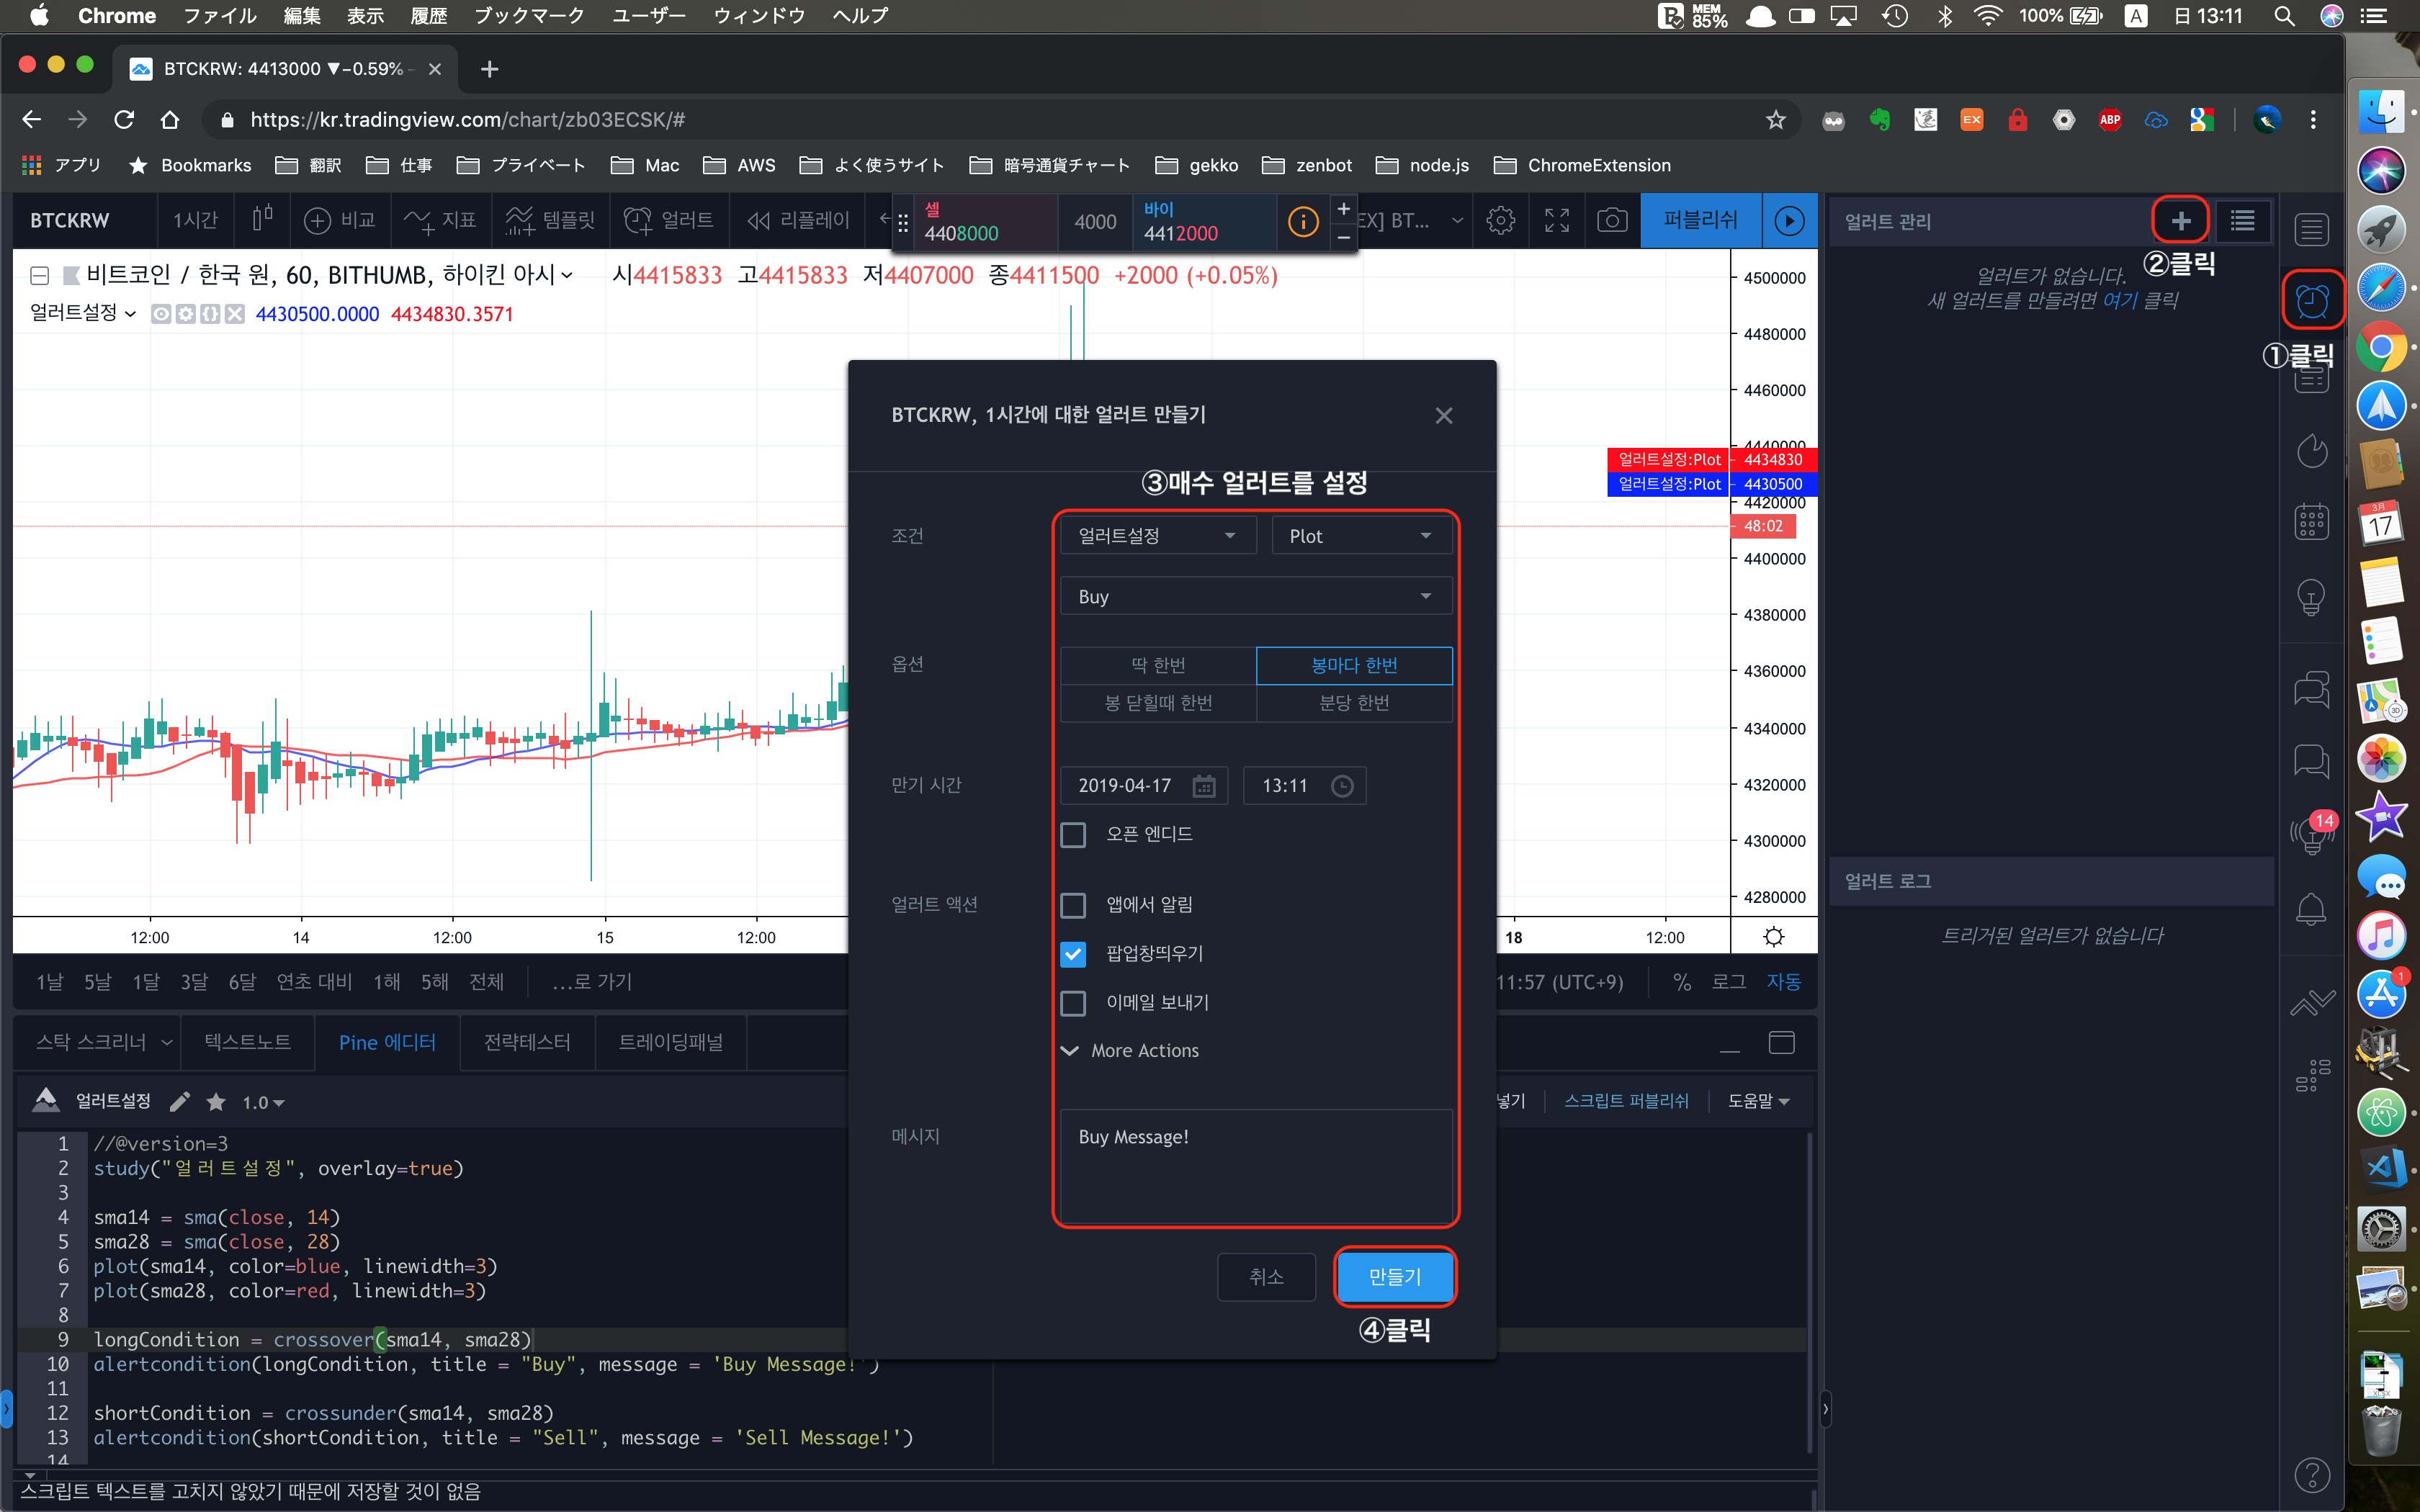 Chrome ファイル 編集 表示 履歴 ブックマーク ユーザー ウィンドウ ヘルプ
MEM 85% 100% A 日 13:11
BTCKRW: 4413000 ▼−0.59%
https://kr.tradingview.com/chart/zb03ECSK/#
EX ABP
アプリ Bookmarks 翻訳 仕事 プライベート Mac AWS よく使うサイト 暗号通貨チャート gekko zenbot node.js ChromeExtension
BTCKRW 1시간 비교 지표 템플릿 얼러트 리플레이
셀
4408000
4000
바이
4412000
EX] BT...
퍼블리쉬
얼러트 관리
②클릭
얼러트가 없습니다.
새 얼러트를 만들려면 여기 클릭
①클릭
비트코인 / 한국 원, 60, BITHUMB, 하이킨 아시 시4415833 고4415833 저4407000 종4411500 +2000 (+0.05%)
얼러트설정 4430500.0000 4434830.3571
4500000
4480000
4460000
4440000
얼러트설정:Plot 4434830
얼러트설정:Plot 4430500
4420000
48:02
4400000
4380000
4360000
4340000
4320000
4300000
4280000
12:00 14 12:00 15 12:00 18 12:00
BTCKRW, 1시간에 대한 얼러트 만들기
③매수 얼러트를 설정
조건 얼러트설정 Plot
Buy
옵션 딱 한번 봉마다 한번
봉 닫힐때 한번 분당 한번
만기 시간 2019-04-17 13:11
오픈 엔디드
얼러트 액션 앱에서 알림
팝업창띄우기
이메일 보내기
More Actions
메시지 Buy Message!
취소 만들기
④클릭
얼러트 로그
트리거된 얼러트가 없습니다
14
3月
17
3D
1
1날 5날 1달 3달 6달 연초 대비 1해 5해 전체 ...로 가기 11:57 (UTC+9) % 로그 자동
스탁 스크리너 텍스트노트 Pine 에디터 전략테스터 트레이딩패널
얼러트설정 1.0 넣기 스크립트 퍼블리쉬 도움말
1 //@version=3
2 study("얼러트설정", overlay=true)
3
4 sma14 = sma(close, 14)
5 sma28 = sma(close, 28)
6 plot(sma14, color=blue, linewidth=3)
7 plot(sma28, color=red, linewidth=3)
8
9 longCondition = crossover(sma14, sma28)
10 alertcondition(longCondition, title = "Buy", message = 'Buy Message!')
11
12 shortCondition = crossunder(sma14, sma28)
13 alertcondition(shortCondition, title = "Sell", message = 'Sell Message!')
14
스크립트 텍스트를 고치지 않았기 때문에 저장할 것이 없음